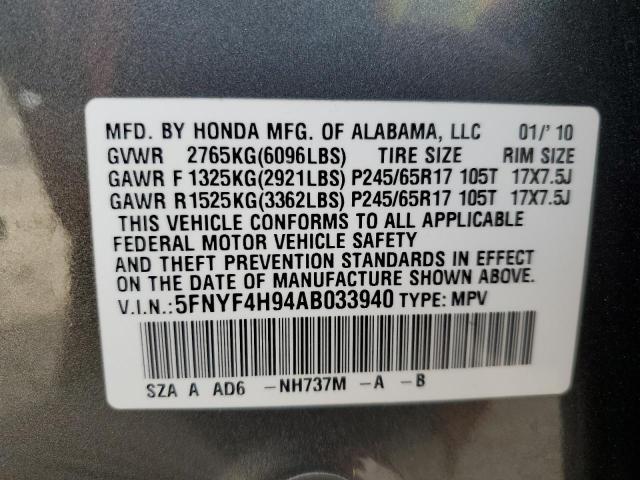 MFD. BY HONDA MFG. OF ALABAMA, LLC 01/' 10
GVWR 2765KG(6096LBS) TIRE SIZE RIM SIZE
GAWR F 1325KG(2921LBS) P245/65R17 105T 17X7.5J
GAWR R 1525KG(3362LBS) P245/65R17 105T 17X7.5J
THIS VEHICLE CONFORMS TO ALL APPLICABLE
FEDERAL MOTOR VEHICLE SAFETY
AND THEFT PREVENTION STANDARDS IN EFFECT
ON THE DATE OF MANUFACTURE SHOWN ABOVE.
V.I.N.:5FNYF4H94AB033940 TYPE: MPV
SZA A AD6 -NH737M -A -B